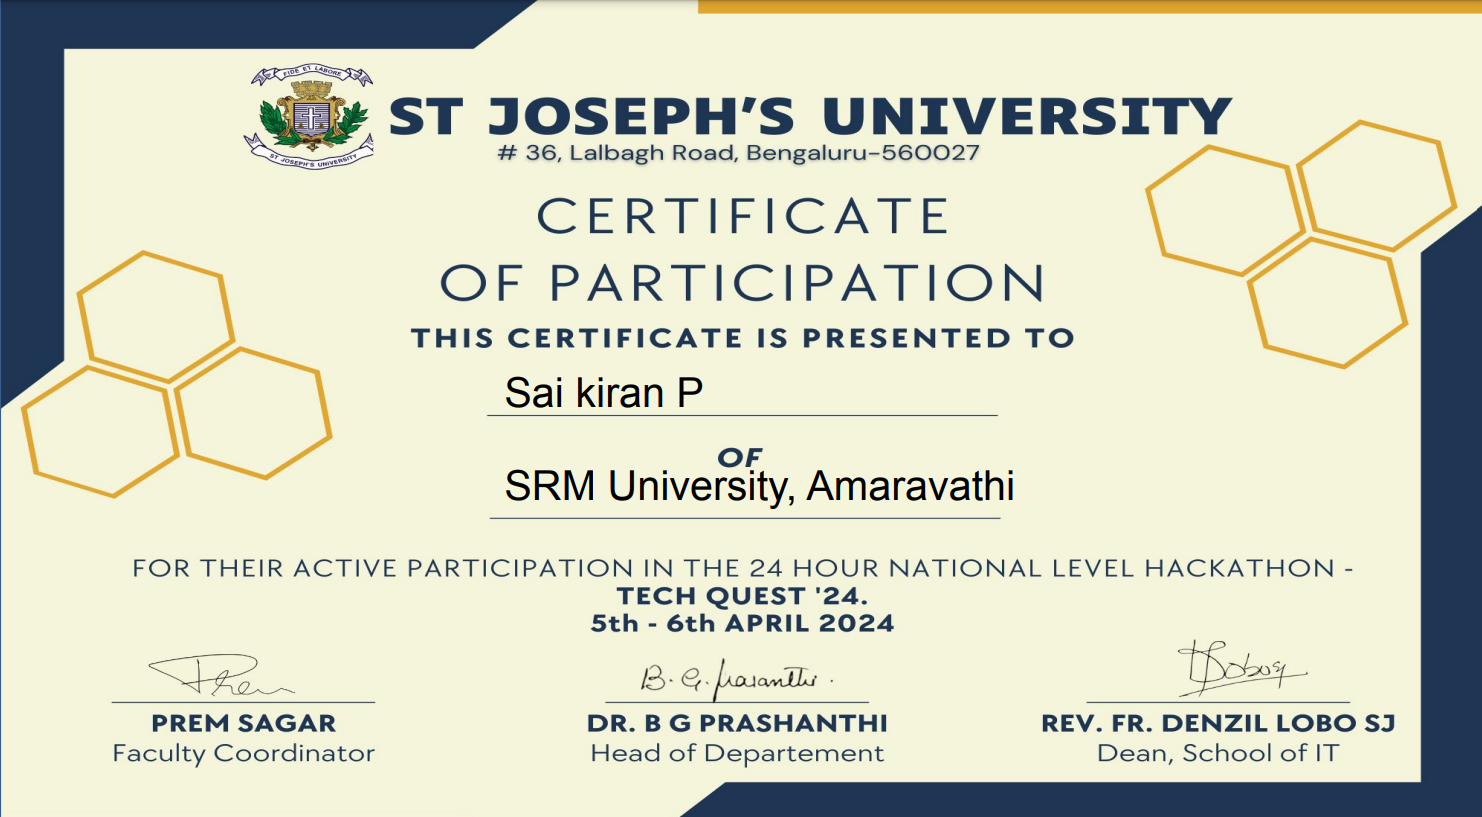 FIDE ET LABORE
ST JOSEPH'S UNIVERSITY
ST JOSEPH'S UNIVERSITY
# 36, Lalbagh Road, Bengaluru-560027
CERTIFICATE
OF PARTICIPATION
THIS CERTIFICATE IS PRESENTED TO
Sai kiran P
OF
SRM University, Amaravathi
FOR THEIR ACTIVE PARTICIPATION IN THE 24 HOUR NATIONAL LEVEL HACKATHON -
TECH QUEST '24.
5th - 6th APRIL 2024
Prem
B. G. Prasanthi .
DLobo sj
PREM SAGAR
DR. B G PRASHANTHI
REV. FR. DENZIL LOBO SJ
Faculty Coordinator
Head of Departement
Dean, School of IT